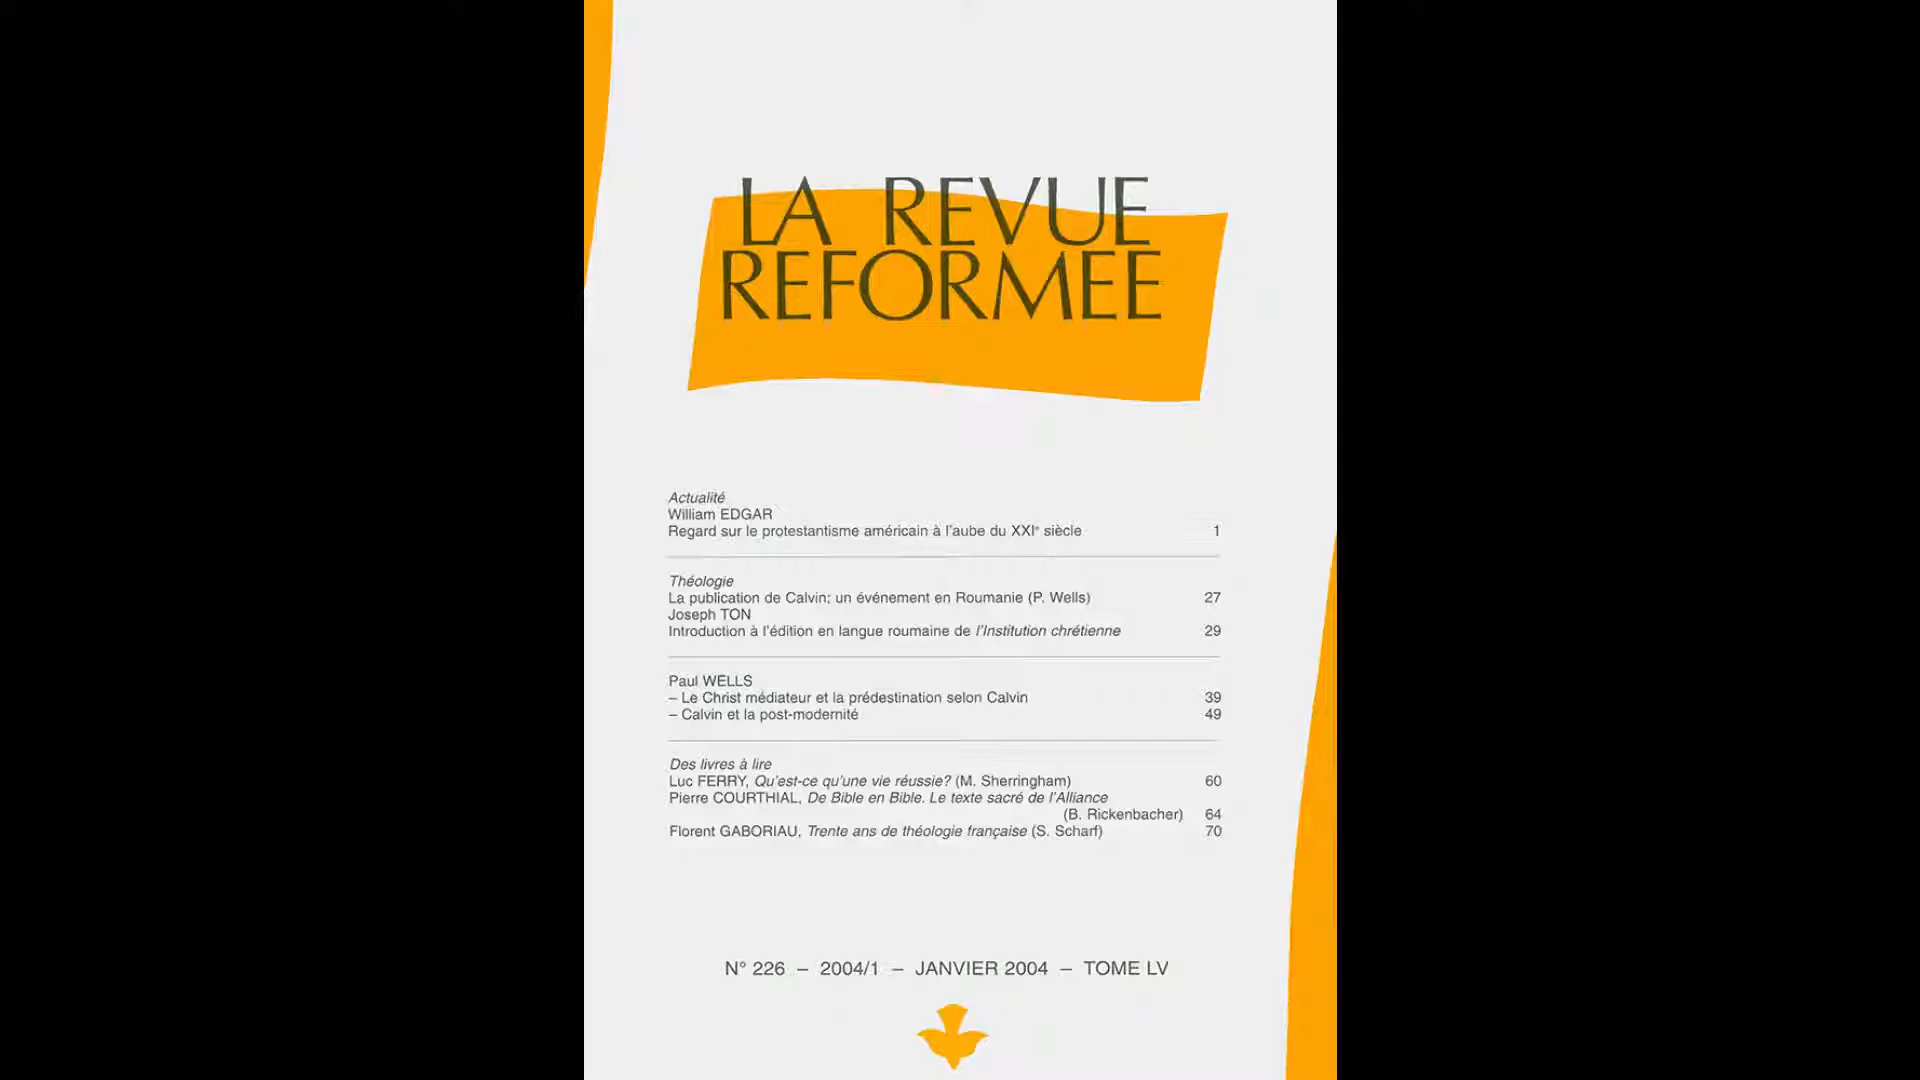 LA REVUE
REFORMEE
Actualité
William EDGAR
Regard sur le protestantisme américain à l'aube du XXIe siècle 1
Théologie
La publication de Calvin; un événement en Roumanie (P. Wells) 27
Joseph TON
Introduction à l'édition en langue roumaine de l'Institution chrétienne 29
Paul WELLS
– Le Christ médiateur et la prédestination selon Calvin 39
– Calvin et la post-modernité 49
Des livres à lire
Luc FERRY, Qu'est-ce qu'une vie réussie? (M. Sherringham) 60
Pierre COURTHIAL, De Bible en Bible. Le texte sacré de l'Alliance
(B. Rickenbacher) 64
Florent GABORIAU, Trente ans de théologie française (S. Scharf) 70
N° 226 – 2004/1 – JANVIER 2004 – TOME LV